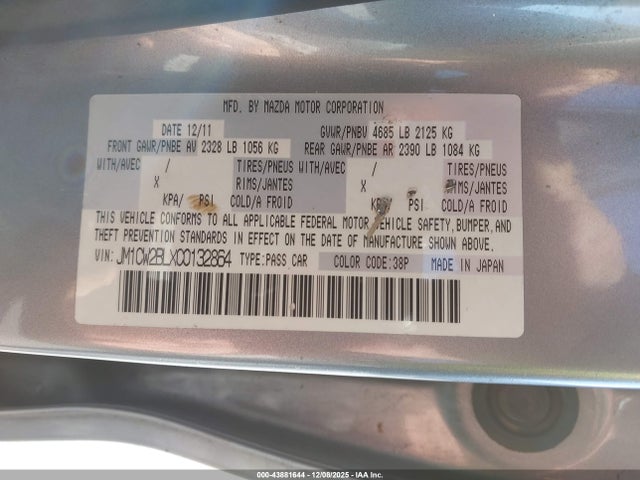 MFD. BY MAZDA MOTOR CORPORATION
DATE 12/11 GVWR/PNBV 4685 LB 2125 KG
FRONT GAWR/PNBE AV 2328 LB 1056 KG REAR GAWR/PNBE AR 2390 LB 1084 KG
WITH/AVEC / TIRES/PNEUS WITH/AVEC / TIRES/PNEUS
X RIMS/JANTES X RIMS/JANTES
KPA/ PSI COLD/A FROID KPA/ PSI COLD/A FROID
THIS VEHICLE CONFORMS TO ALL APPLICABLE FEDERAL MOTOR VEHICLE SAFETY, BUMPER, AND
THEFT PREVENTION STANDARDS IN EFFECT ON THE DATE OF MANUFACTURE SHOWN ABOVE.
VIN: JM1CW2BLXC0132864 TYPE: PASS CAR COLOR CODE: 38P MADE IN JAPAN
000-43881644 - 12/08/2025 - IAA Inc.